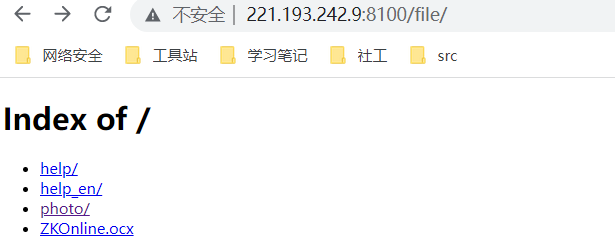 不安全 221.193.242.9:8100/file/
网络安全 工具站 学习笔记 社工 src
Index of /
help/
help_en/
photo/
ZKOnline.ocx